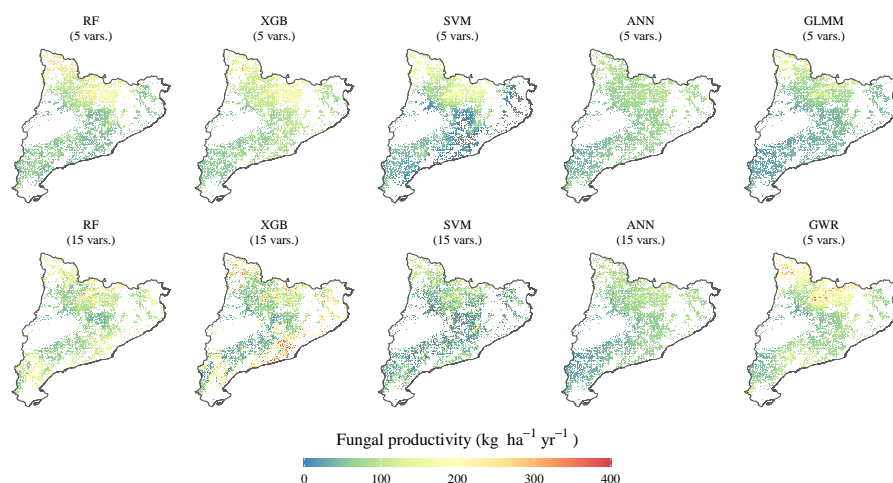 RF
(5 vars.)
XGB
(5 vars.)
SVM
(5 vars.)
ANN
(5 vars.)
GLMM
(5 vars.)
RF
(15 vars.)
XGB
(15 vars.)
SVM
(15 vars.)
ANN
(15 vars.)
GWR
(5 vars.)
Fungal productivity (kg ha⁻¹ yr⁻¹ )
0 100 200 300 400